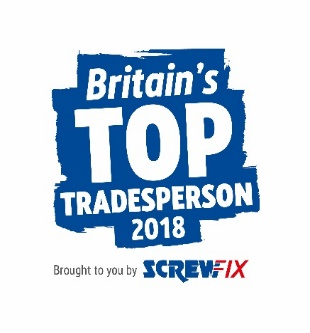 Britain's
TOP
TRADESPERSON
2018
Brought to you by SCREWFIX